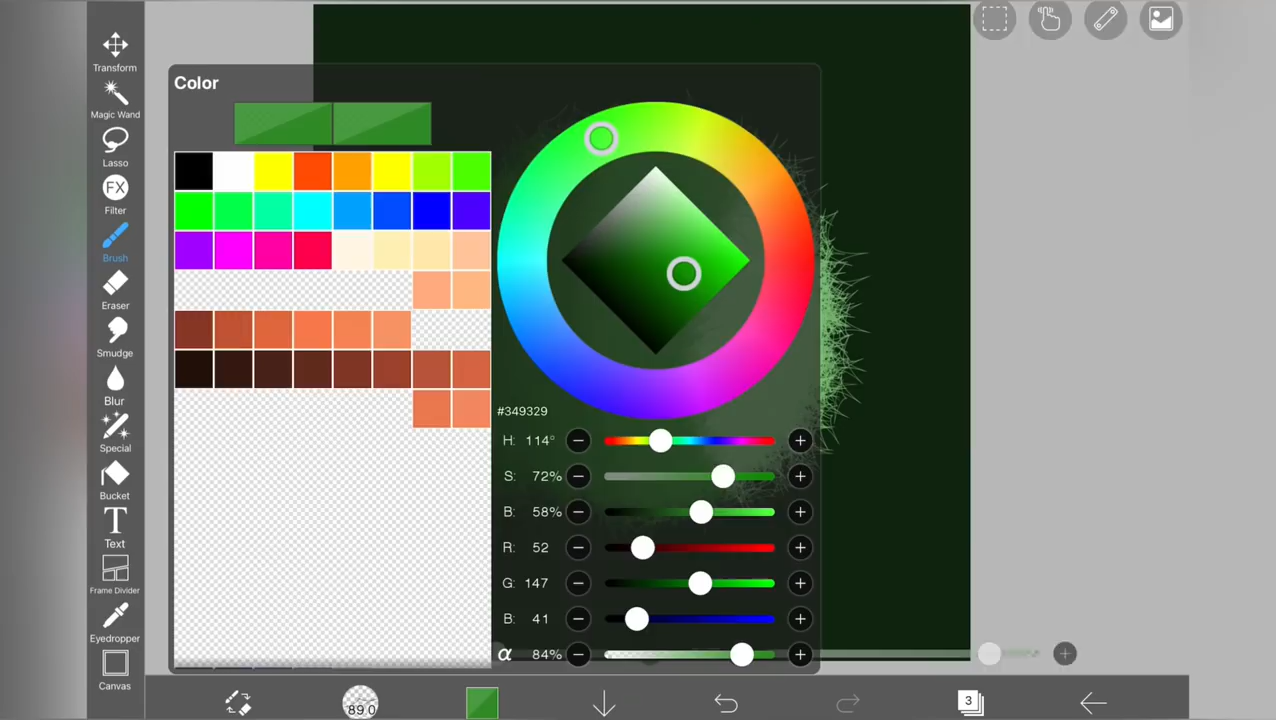 Transform
Magic Wand
Lasso
FX
Filter
Brush
Eraser
Smudge
Blur
Special
Bucket
T
Text
Frame Divider
Eyedropper
Canvas
Color
#349329
H: 114°
S: 72%
B: 58%
R: 52
G: 147
B: 41
α 84%
89.0
3